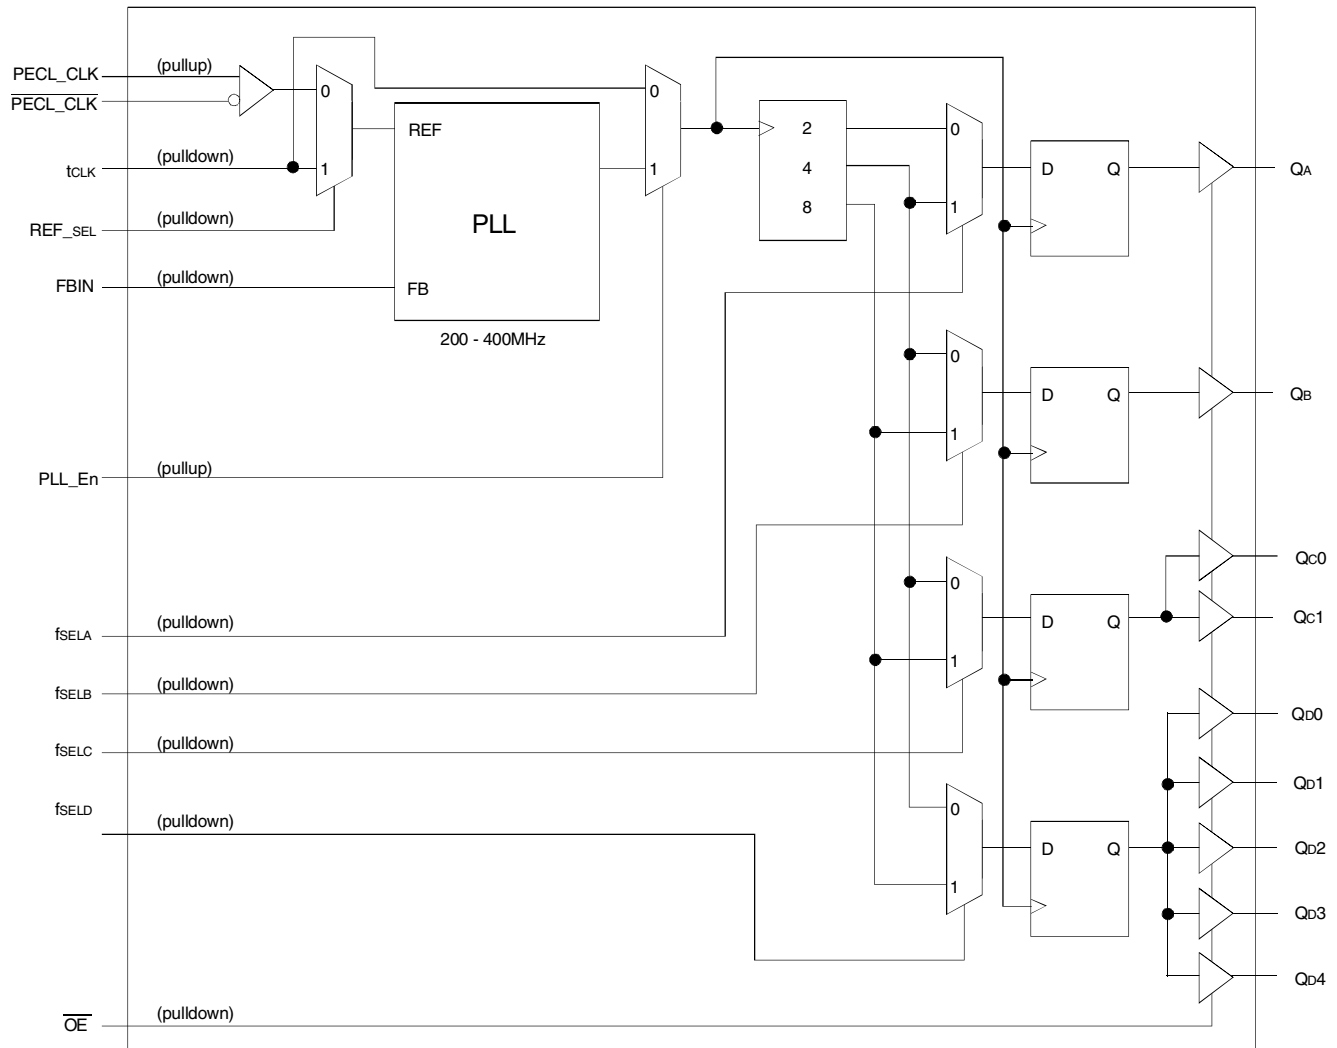 PECL_CLK (pullup)
PECL_CLK
tCLK (pulldown)
REF_SEL (pulldown)
FBIN (pulldown)
0
1
REF
PLL
FB
200 - 400MHz
0
1
2
4
8
0
1
D Q
QA
0
1
D Q
QB
PLL_En (pullup)
0
1
D Q
QC0
QC1
fSELA (pulldown)
fSELB (pulldown)
fSELC (pulldown)
fSELD
(pulldown)
0
1
D Q
QD0
QD1
QD2
QD3
QD4
OE (pulldown)